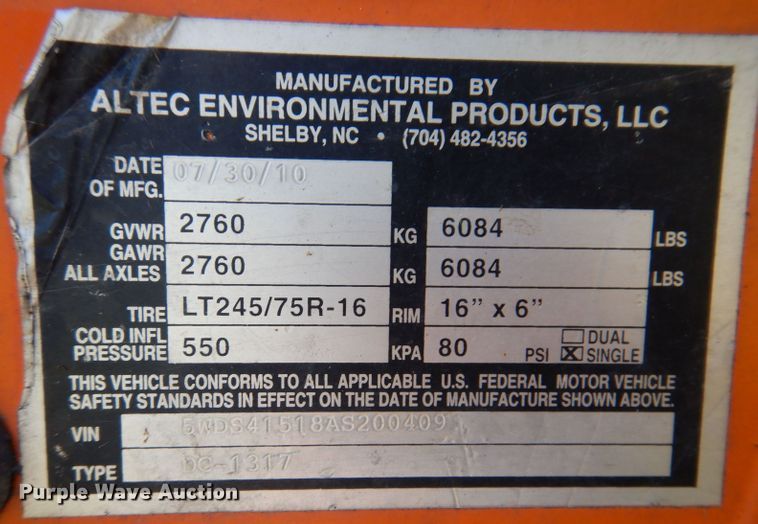 MANUFACTURED BY
ALTEC ENVIRONMENTAL PRODUCTS, LLC
SHELBY, NC • (704) 482-4356
DATE OF MFG. 07/30/10
GVWR 2760 KG 6084 LBS
GAWR ALL AXLES 2760 KG 6084 LBS
TIRE LT245/75R-16 RIM 16" x 6"
COLD INFL PRESSURE 550 KPA 80 PSI ☐ DUAL ☒ SINGLE
THIS VEHICLE CONFORMS TO ALL APPLICABLE U.S. FEDERAL MOTOR VEHICLE
SAFETY STANDARDS IN EFFECT ON THE DATE OF MANUFACTURE SHOWN ABOVE.
VIN 5WDS41518AS200409
TYPE DC-1317
Purple Wave Auction